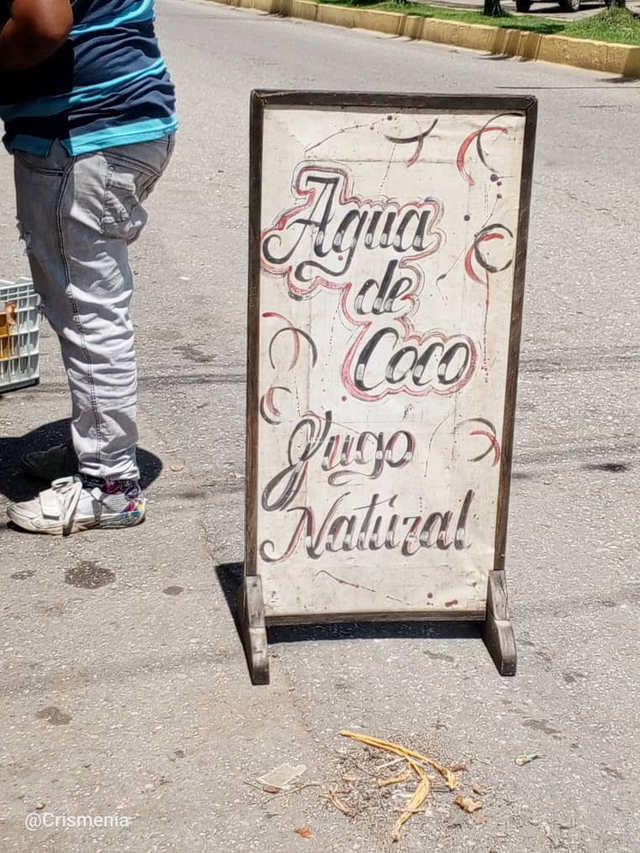 Agua
de
Coco
Jugo
Natural
@Crismenia